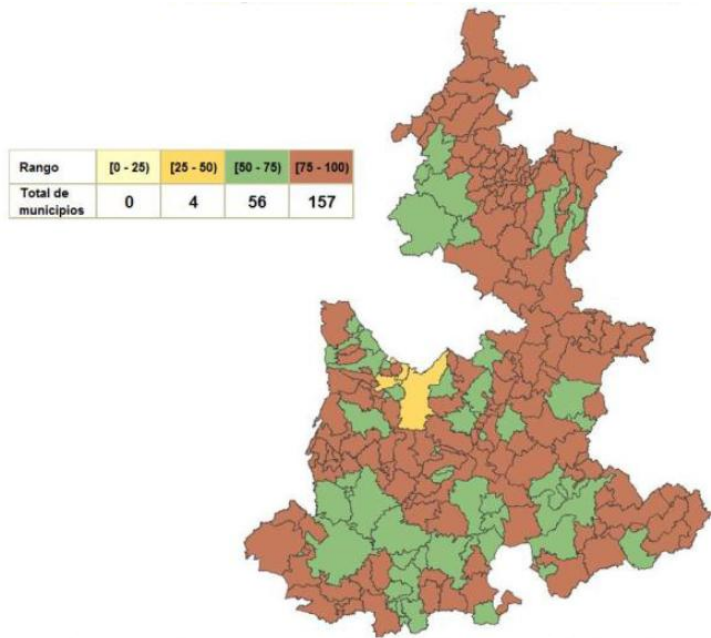 Rango [0 - 25) [25 - 50) [50 - 75) [75 - 100)
Total de municipios 0 4 56 157